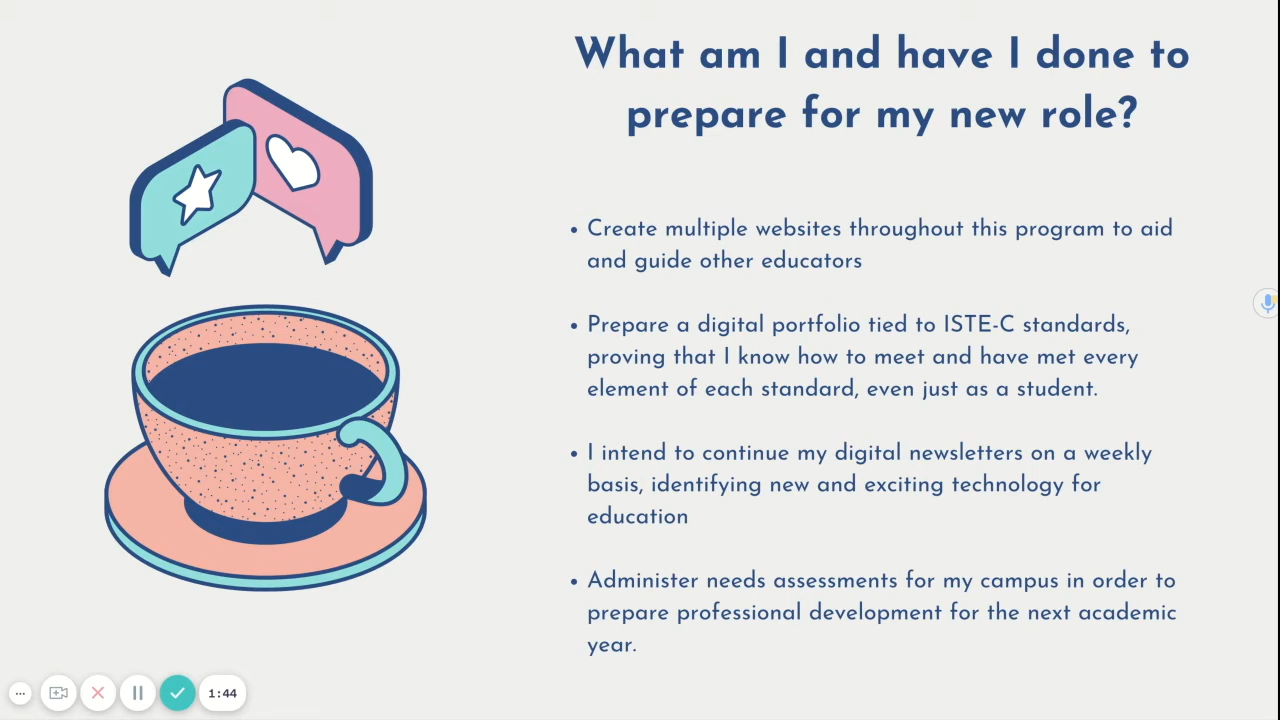 What am I and have I done to
prepare for my new role?
• Create multiple websites throughout this program to aid
and guide other educators
• Prepare a digital portfolio tied to ISTE-C standards,
proving that I know how to meet and have met every
element of each standard, even just as a student.
• I intend to continue my digital newsletters on a weekly
basis, identifying new and exciting technology for
education
• Administer needs assessments for my campus in order to
prepare professional development for the next academic
year.
1:44